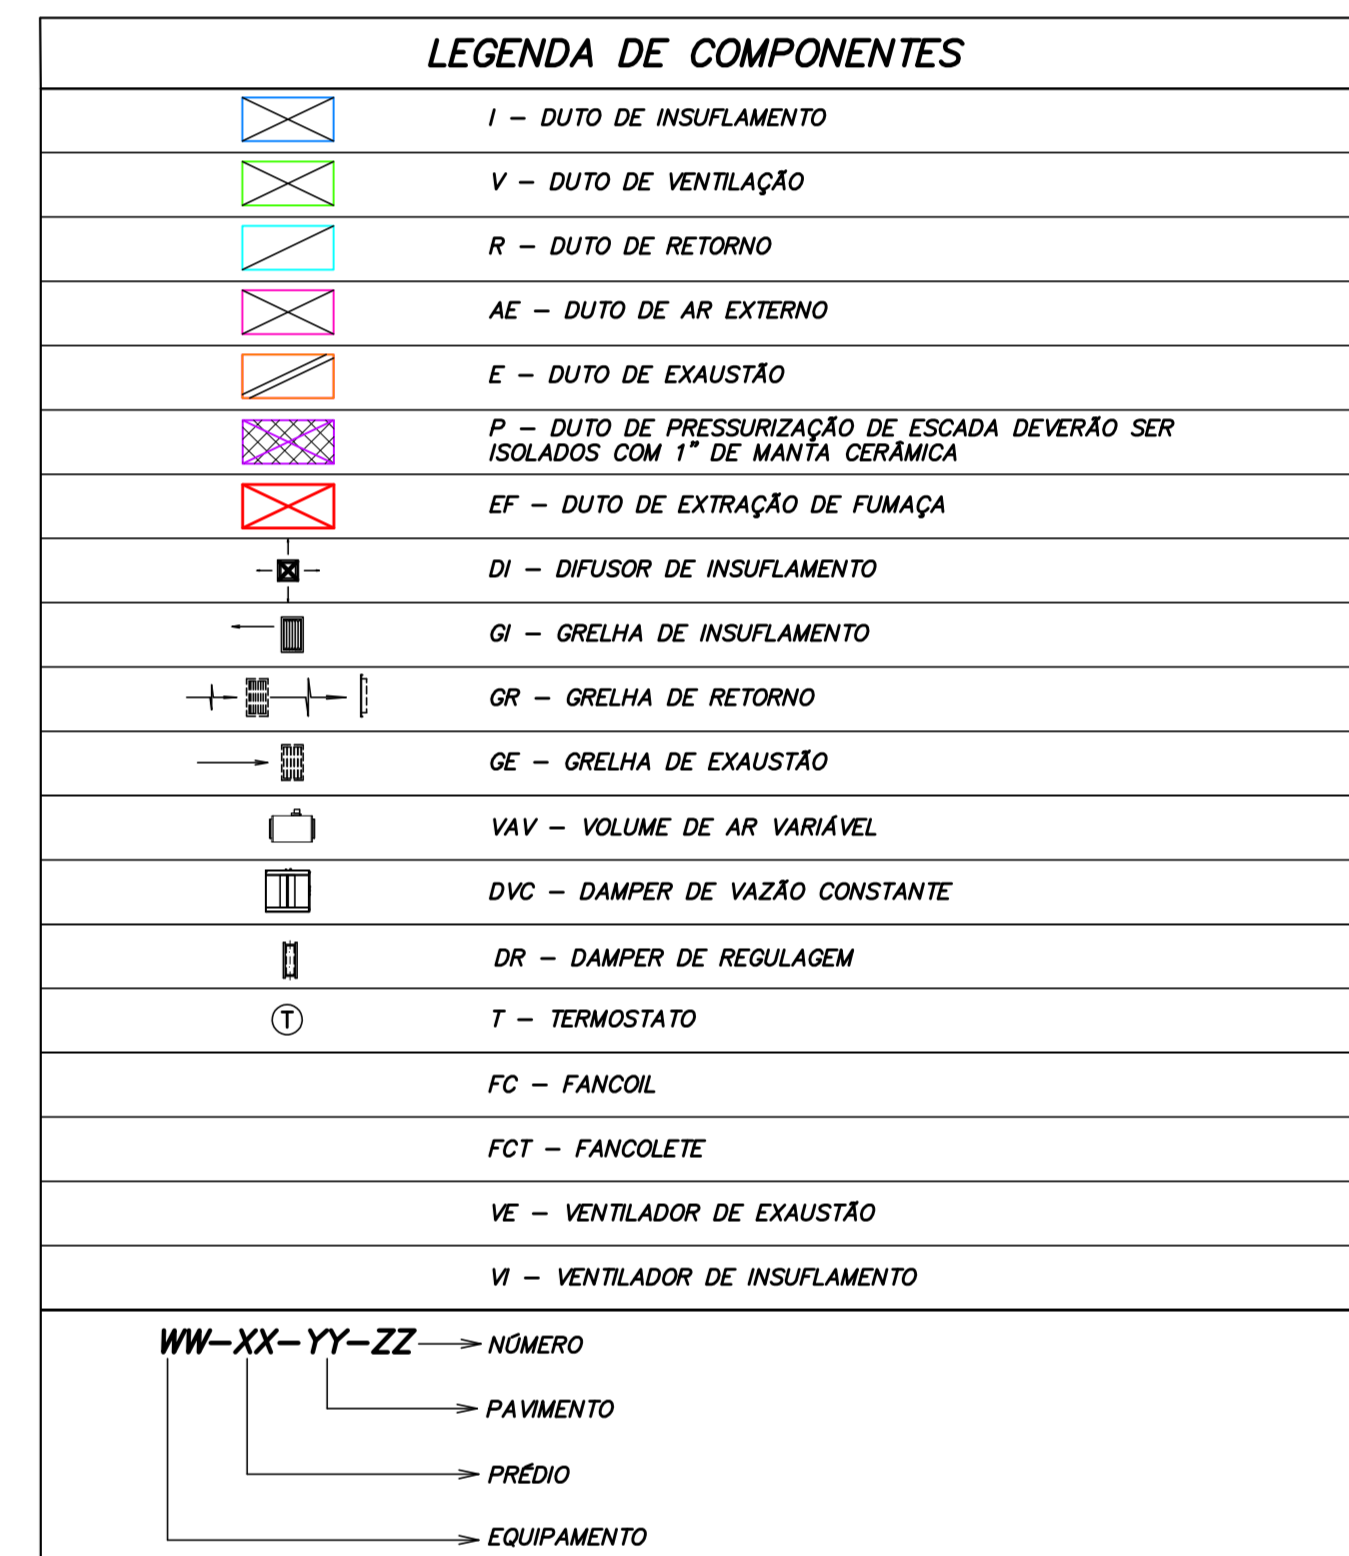 LEGENDA DE COMPONENTES
I – DUTO DE INSUFLAMENTO
V – DUTO DE VENTILAÇÃO
R – DUTO DE RETORNO
AE – DUTO DE AR EXTERNO
E – DUTO DE EXAUSTÃO
P – DUTO DE PRESSURIZAÇÃO DE ESCADA DEVERÃO SER
ISOLADOS COM 1" DE MANTA CERÂMICA
EF – DUTO DE EXTRAÇÃO DE FUMAÇA
DI – DIFUSOR DE INSUFLAMENTO
GI – GRELHA DE INSUFLAMENTO
GR – GRELHA DE RETORNO
GE – GRELHA DE EXAUSTÃO
VAV – VOLUME DE AR VARIÁVEL
DVC – DAMPER DE VAZÃO CONSTANTE
DR – DAMPER DE REGULAGEM
T T – TERMOSTATO
FC – FANCOIL
FCT – FANCOLETE
VE – VENTILADOR DE EXAUSTÃO
VI – VENTILADOR DE INSUFLAMENTO
WW–XX–YY–ZZ NÚMERO
PAVIMENTO
PRÉDIO
EQUIPAMENTO